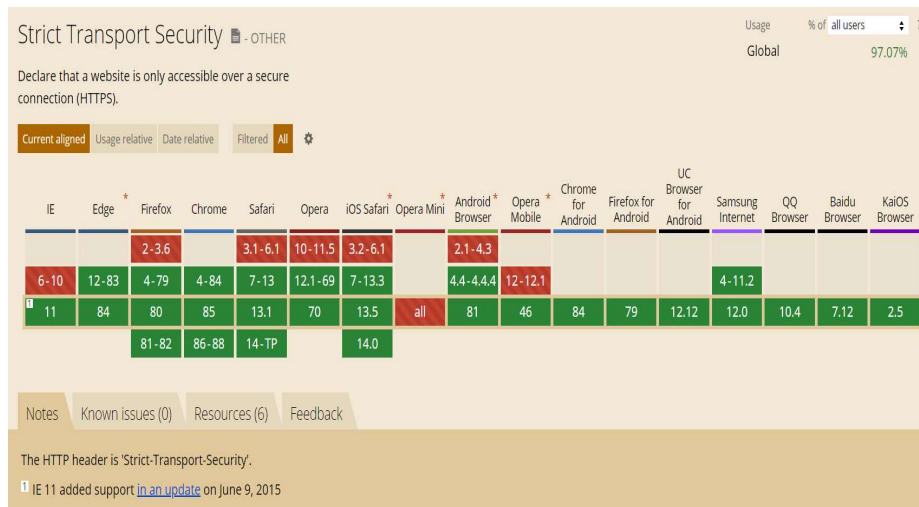 Strict Transport Security - OTHER
Usage % of all users
Global 97.07%
Declare that a website is only accessible over a secure
connection (HTTPS).
Current aligned Usage relative Date relative Filtered All
IE Edge * Firefox Chrome Safari Opera iOS Safari * Opera Mini * Android Browser * Opera Mobile * Chrome for Android Firefox for Android UC Browser for Android Samsung Internet QQ Browser Baidu Browser KaiOS Browser
2-3.6 3.1-6.1 10-11.5 3.2-6.1 2.1-4.3
6-10 12-83 4-79 4-84 7-13 12.1-69 7-13.3 4.4-4.4.4 12-12.1 4-11.2
1 11 84 80 85 13.1 70 13.5 all 81 46 84 79 12.12 12.0 10.4 7.12 2.5
81-82 86-88 14-TP 14.0
Notes Known issues (0) Resources (6) Feedback
The HTTP header is 'Strict-Transport-Security'.
1 IE 11 added support in an update on June 9, 2015